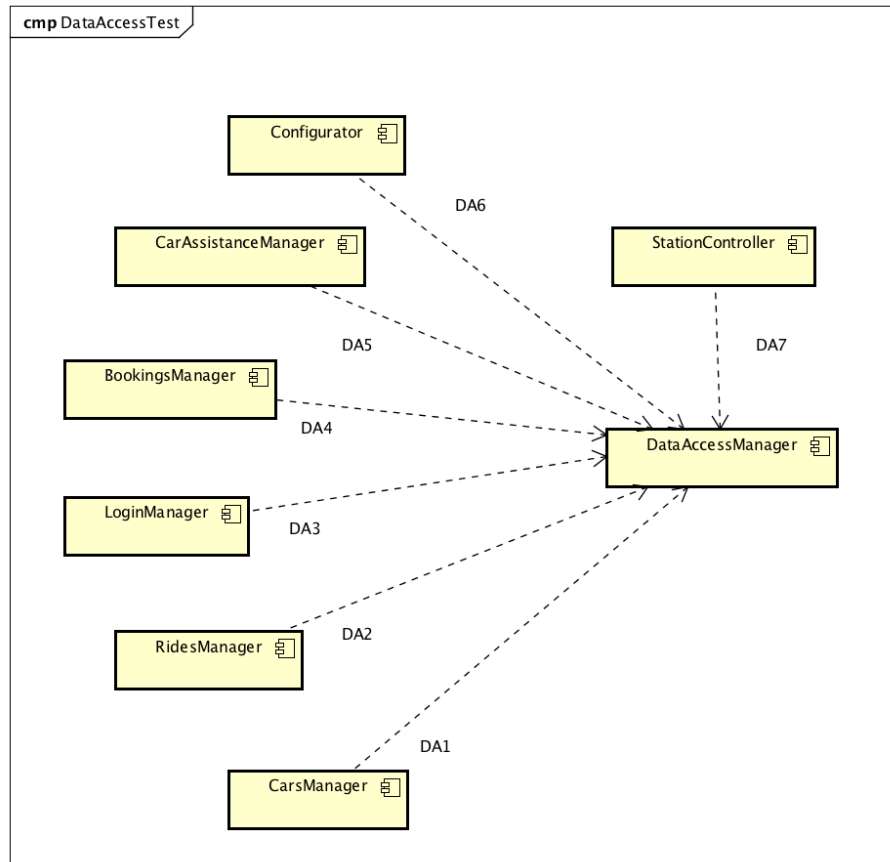 cmp DataAccessTest
Configurator
DA6
CarAssistanceManager
StationController
DA5
DA7
BookingsManager
DA4
DataAccessManager
LoginManager
DA3
RidesManager
DA2
DA1
CarsManager